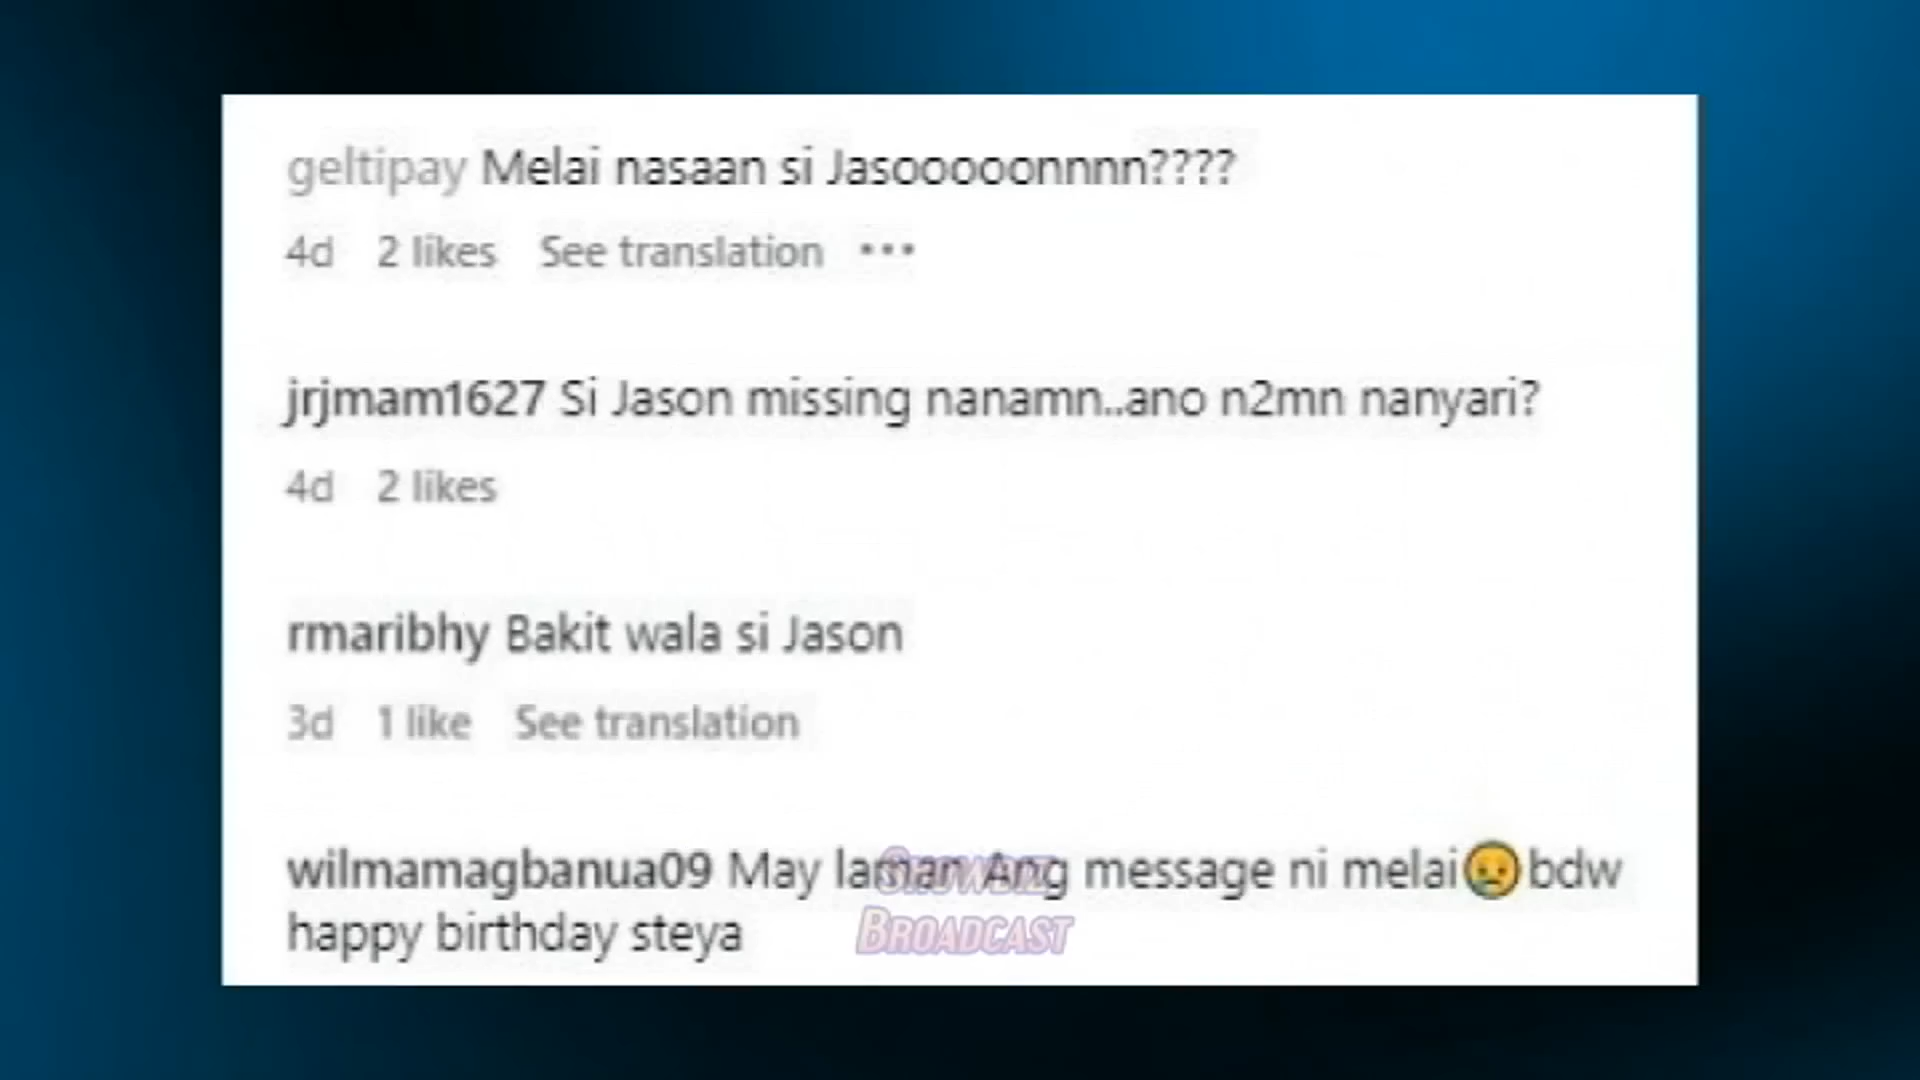 geltipay Melai nasaan si Jasooooonnnn????
4d 2 likes See translation •••
jrjmam1627 Si Jason missing nanamn..ano n2mn nanyari?
4d 2 likes
rmaribhy Bakit wala si Jason
3d 1 like See translation
wilmamagbanua09 May laman Ang message ni melai😥bdw
happy birthday steya
SHOWBIZ
BROADCAST